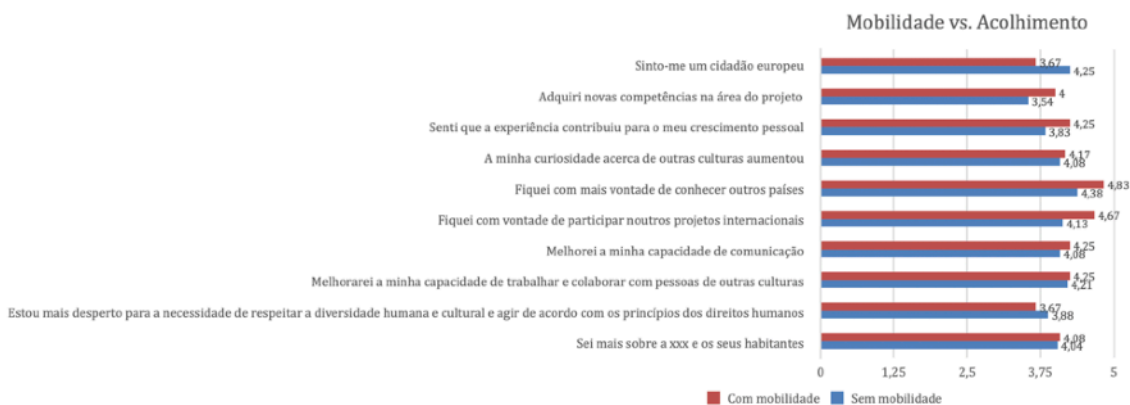 Mobilidade vs. Acolhimento
Sinto-me um cidadão europeu
3,67
4,25
Adquiri novas competências na área do projeto
4
3,54
Senti que a experiência contribuiu para o meu crescimento pessoal
4,25
3,83
A minha curiosidade acerca de outras culturas aumentou
4,17
4,08
Fiquei com mais vontade de conhecer outros países
4,83
4,38
Fiquei com vontade de participar noutros projetos internacionais
4,67
4,13
Melhorei a minha capacidade de comunicação
4,25
4,08
Melhorarei a minha capacidade de trabalhar e colaborar com pessoas de outras culturas
4,25
4,21
Estou mais desperto para a necessidade de respeitar a diversidade humana e cultural e agir de acordo com os princípios dos direitos humanos
3,67
3,88
Sei mais sobre a xxx e os seus habitantes
4,08
4,04
0 1,25 2,5 3,75 5
Com mobilidade Sem mobilidade